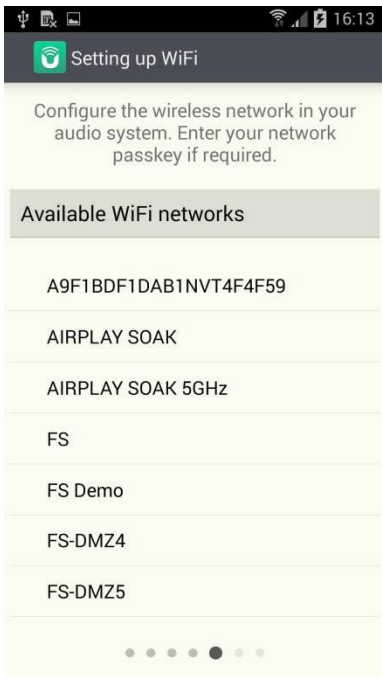 16:13
Setting up WiFi
Configure the wireless network in your
audio system. Enter your network
passkey if required.
Available WiFi networks
A9F1BDF1DAB1NVT4F4F59
AIRPLAY SOAK
AIRPLAY SOAK 5GHz
FS
FS Demo
FS-DMZ4
FS-DMZ5